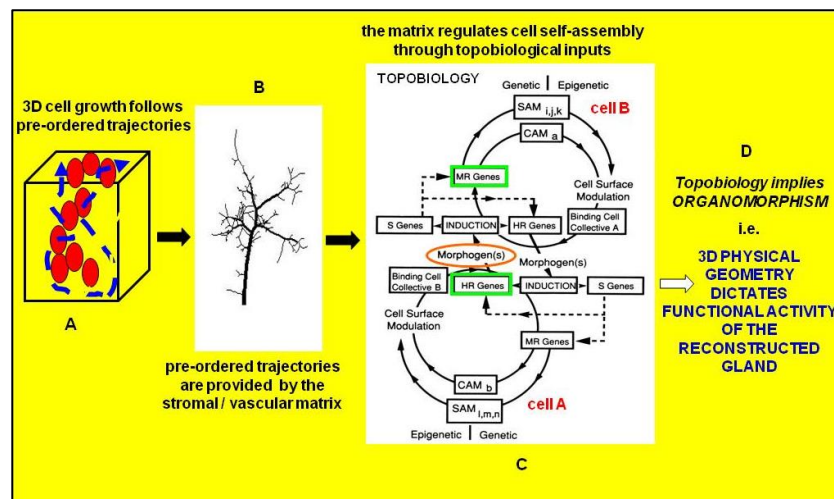 3D cell growth follows
pre-ordered trajectories
A
B
pre-ordered trajectories
are provided by the
stromal / vascular matrix
the matrix regulates cell self-assembly
through topobiological inputs
TOPOBIOLOGY
Genetic | Epigenetic
SAM i,j,k
cell B
CAM a
MR Genes
Cell Surface
Modulation
S Genes
INDUCTION
HR Genes
Binding Cell
Collective A
Morphogen(s)
Morphogen(s)
Binding Cell
Collective B
HR Genes
INDUCTION
S Genes
Cell Surface
Modulation
MR Genes
CAM b
cell A
SAM l,m,n
Epigenetic | Genetic
C
D
Topobiology implies
ORGANOMORPHISM
i.e.
3D PHYSICAL
GEOMETRY
DICTATES
FUNCTIONAL ACTIVITY
OF THE
RECONSTRUCTED
GLAND